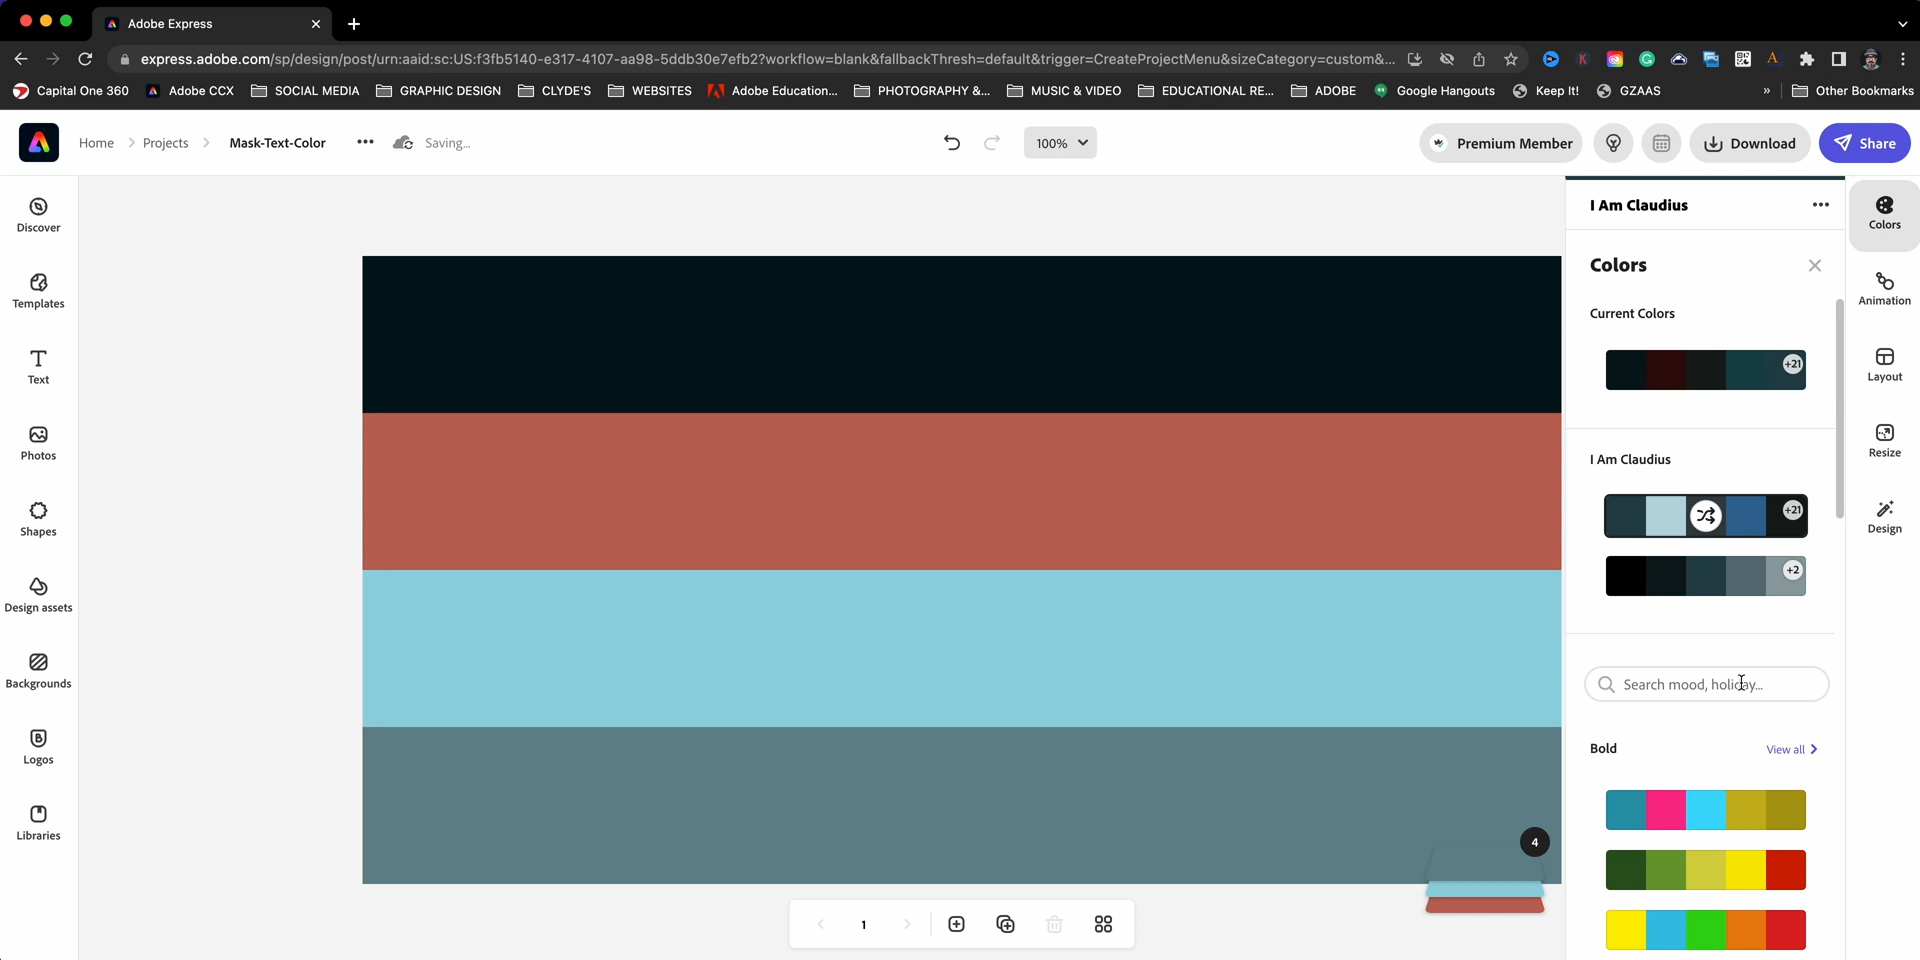 Adobe Express
express.adobe.com/sp/design/post/urn:aaid:sc:US:f3fb5140-e317-4107-aa98-5ddb30e7efb2?workflow=blank&fallbackThresh=default&trigger=CreateProjectMenu&sizeCategory=custom&...
Capital One 360 Adobe CCX SOCIAL MEDIA GRAPHIC DESIGN CLYDE'S WEBSITES Adobe Education... PHOTOGRAPHY &... MUSIC & VIDEO EDUCATIONAL RE... ADOBE Google Hangouts Keep It! GZAAS » Other Bookmarks
Home Projects Mask-Text-Color ••• Saving... 100% Premium Member Download Share
Discover
Templates
Text
Photos
Shapes
Design assets
Backgrounds
Logos
Libraries
4
1
I Am Claudius •••
Colors
Current Colors
+21
I Am Claudius
+21
+2
Search mood, holiday...
Bold View all
Colors
Animation
Layout
Resize
Design